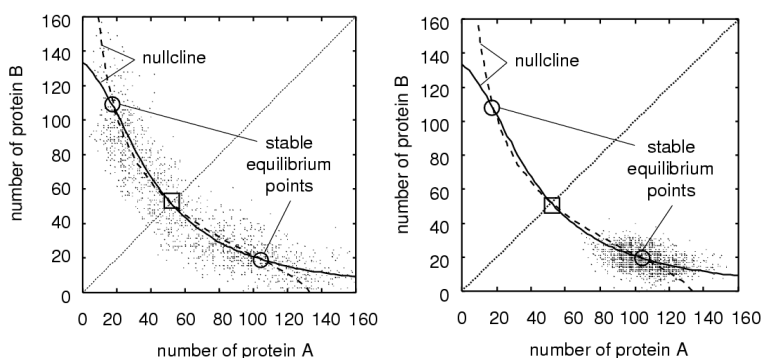 160
140
120
100
80
60
40
20
0
number of protein B
nullcline
stable
equilibrium
points
0 20 40 60 80 100 120 140 160
number of protein A
160
140
120
100
80
60
40
20
0
number of protein B
nullcline
stable
equilibrium
points
0 20 40 60 80 100 120 140 160
number of protein A